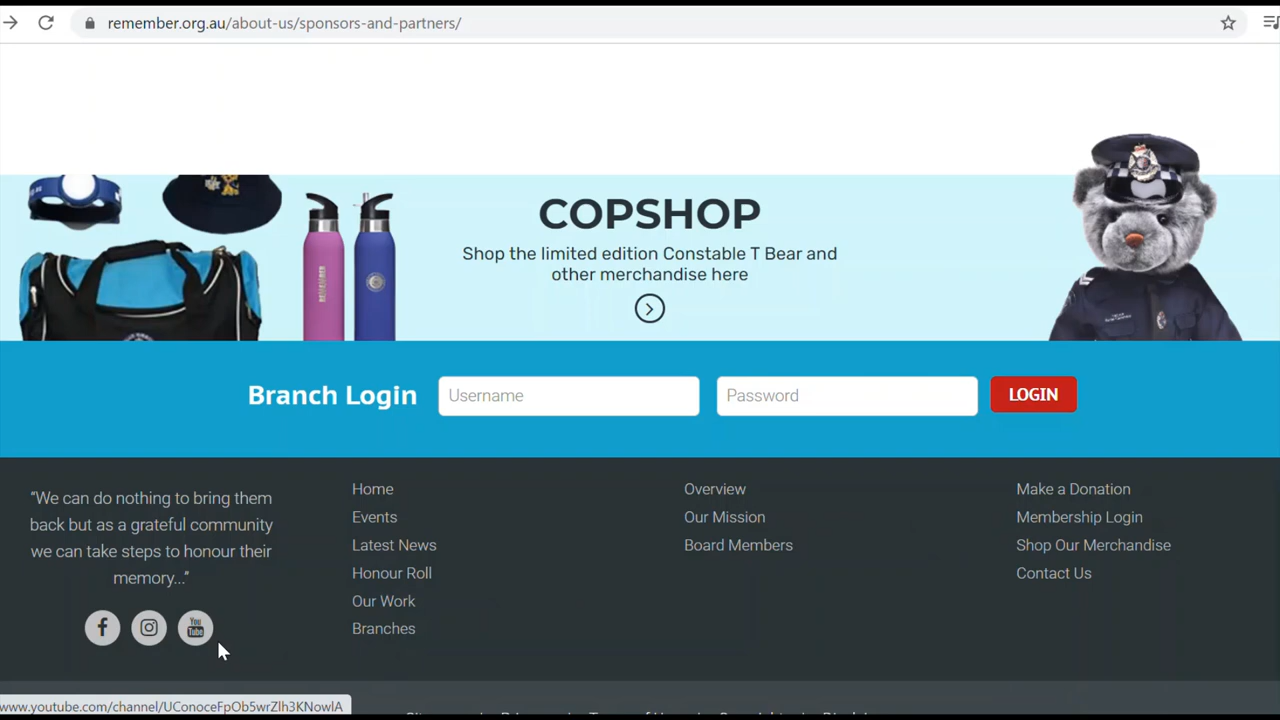 remember.org.au/about-us/sponsors-and-partners/
COPSHOP
Shop the limited edition Constable T Bear and
other merchandise here
Branch Login
Username
Password
LOGIN
“We can do nothing to bring them
back but as a grateful community
we can take steps to honour their
memory...“
You
Tube
Home
Events
Latest News
Honour Roll
Our Work
Branches
Overview
Our Mission
Board Members
Make a Donation
Membership Login
Shop Our Merchandise
Contact Us
www.youtube.com/channel/UConoceFpOb5wrZlh3KNowlA